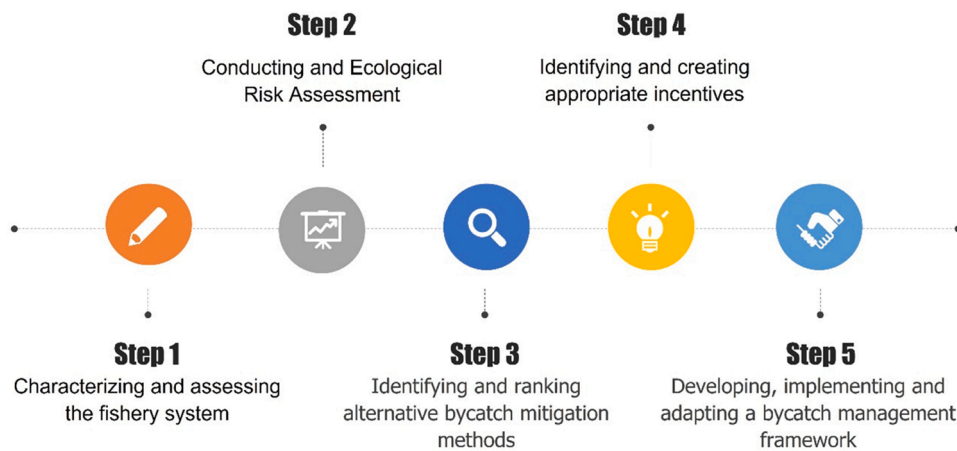 Step 1
Characterizing and assessing
the fishery system
Step 2
Conducting and Ecological
Risk Assessment
Step 3
Identifying and ranking
alternative bycatch mitigation
methods
Step 4
Identifying and creating
appropriate incentives
Step 5
Developing, implementing and
adapting a bycatch management
framework